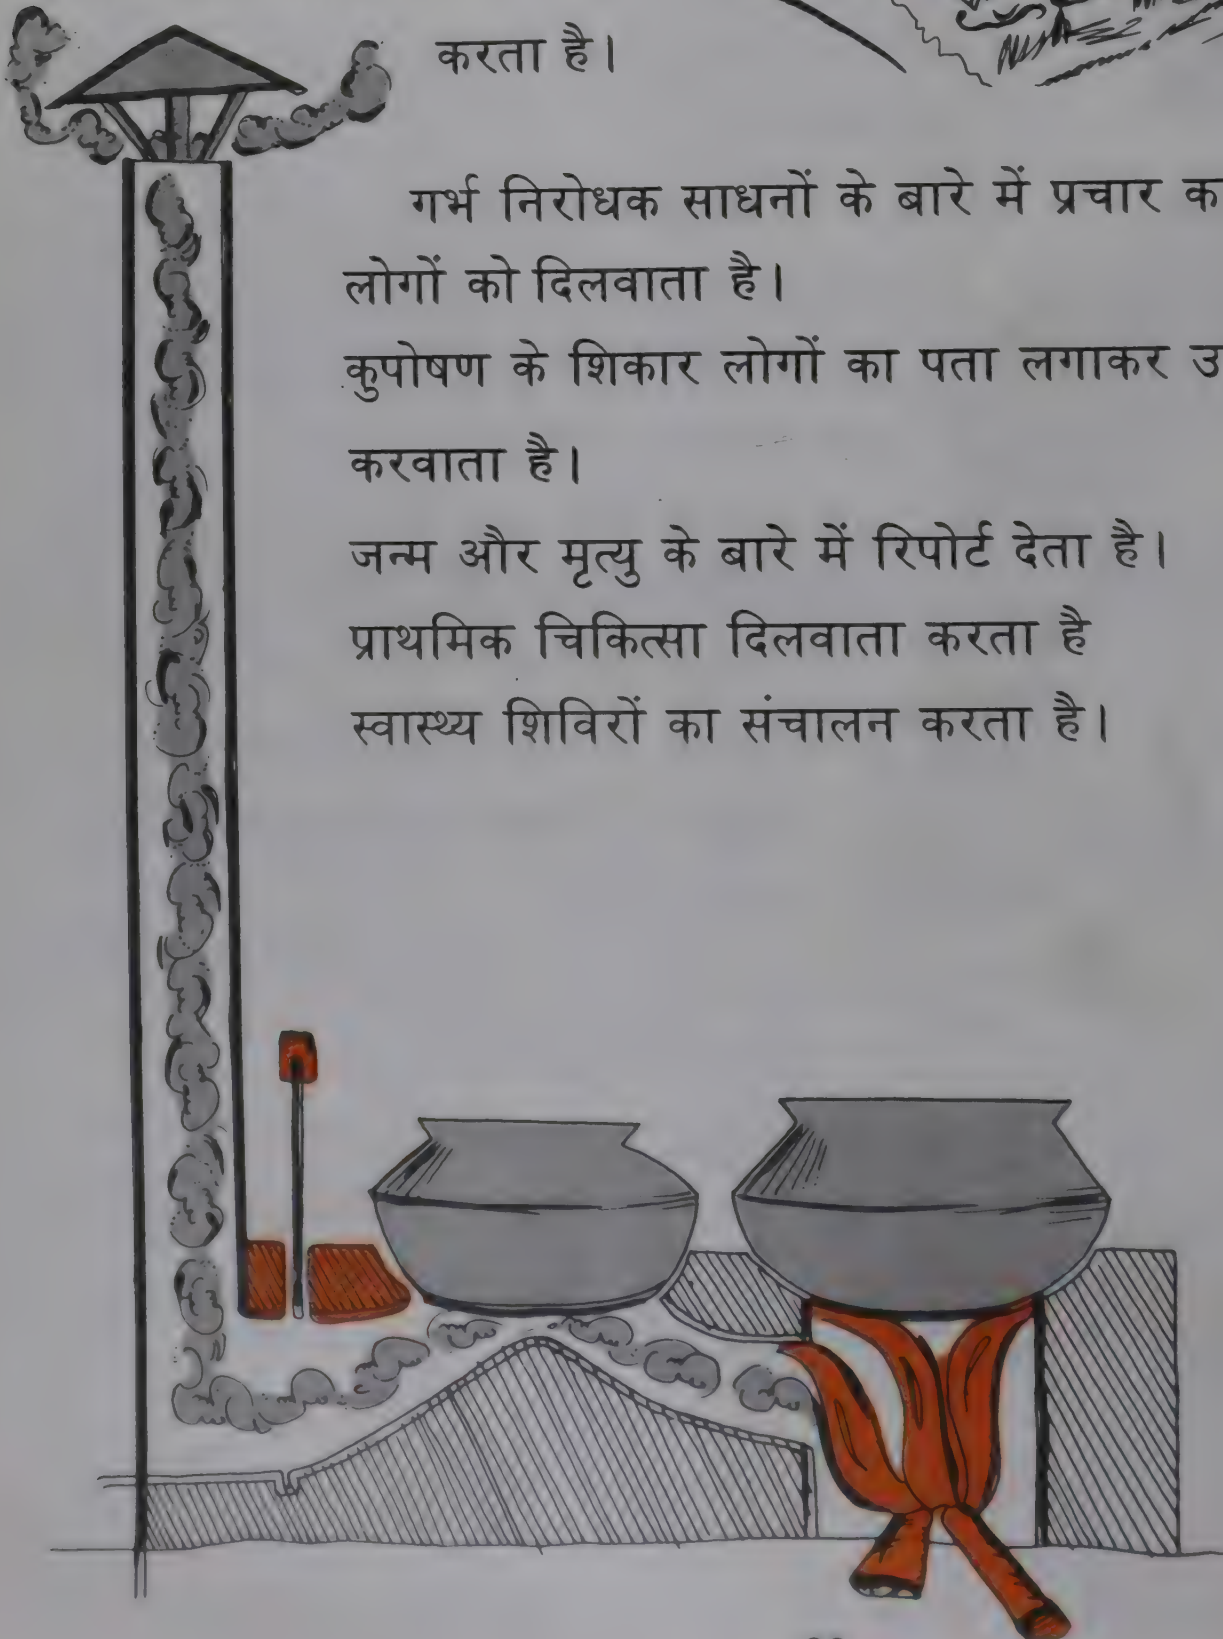 करता है।
गर्भ निरोधक साधनों के बारे में प्रचार
लोगों को दिलवाता है।
कुपोषण के शिकार लोगों का पता लगाकर
करवाता है।
जन्म और मृत्यु के बारे में रिपोर्ट देता है।
प्राथमिक चिकित्सा दिलवाता करता है
स्वास्थ्य शिविरों का संचालन करता है।